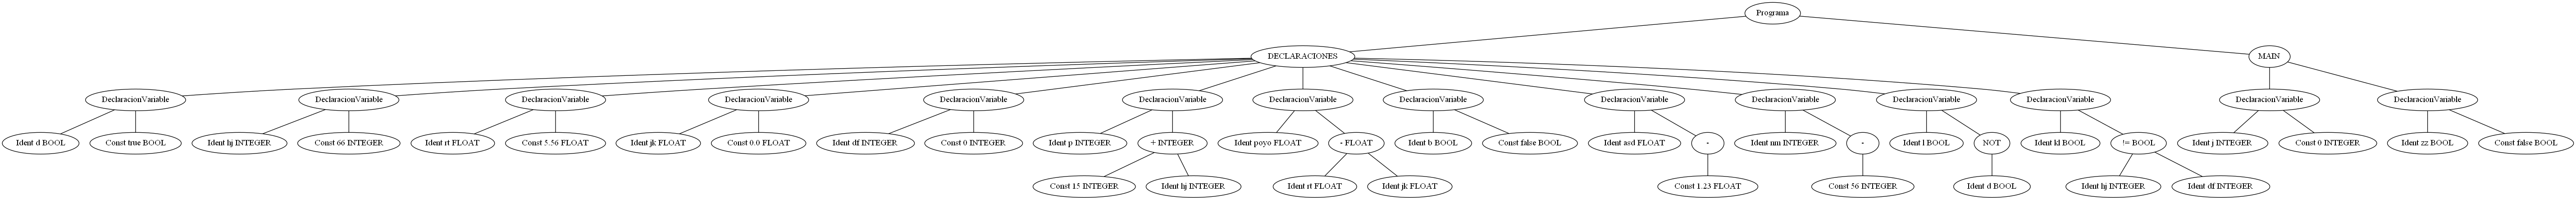 Programa
DECLARACIONES
MAIN
DeclaracionVariable
DeclaracionVariable
DeclaracionVariable
DeclaracionVariable
DeclaracionVariable
DeclaracionVariable
DeclaracionVariable
DeclaracionVariable
DeclaracionVariable
DeclaracionVariable
DeclaracionVariable
DeclaracionVariable
DeclaracionVariable
DeclaracionVariable
Ident d BOOL
Const true BOOL
Ident hj INTEGER
Const 66 INTEGER
Ident rt FLOAT
Const 5.56 FLOAT
Ident jk FLOAT
Const 0.0 FLOAT
Ident df INTEGER
Const 0 INTEGER
Ident p INTEGER
+ INTEGER
Ident poyo FLOAT
- FLOAT
Ident b BOOL
Const false BOOL
Ident asd FLOAT
-
Ident nm INTEGER
-
Ident l BOOL
NOT
Ident kl BOOL
!= BOOL
Ident j INTEGER
Const 0 INTEGER
Ident zz BOOL
Const false BOOL
Const 15 INTEGER
Ident hj INTEGER
Ident rt FLOAT
Ident jk FLOAT
Const 1.23 FLOAT
Const 56 INTEGER
Ident d BOOL
Ident hj INTEGER
Ident df INTEGER